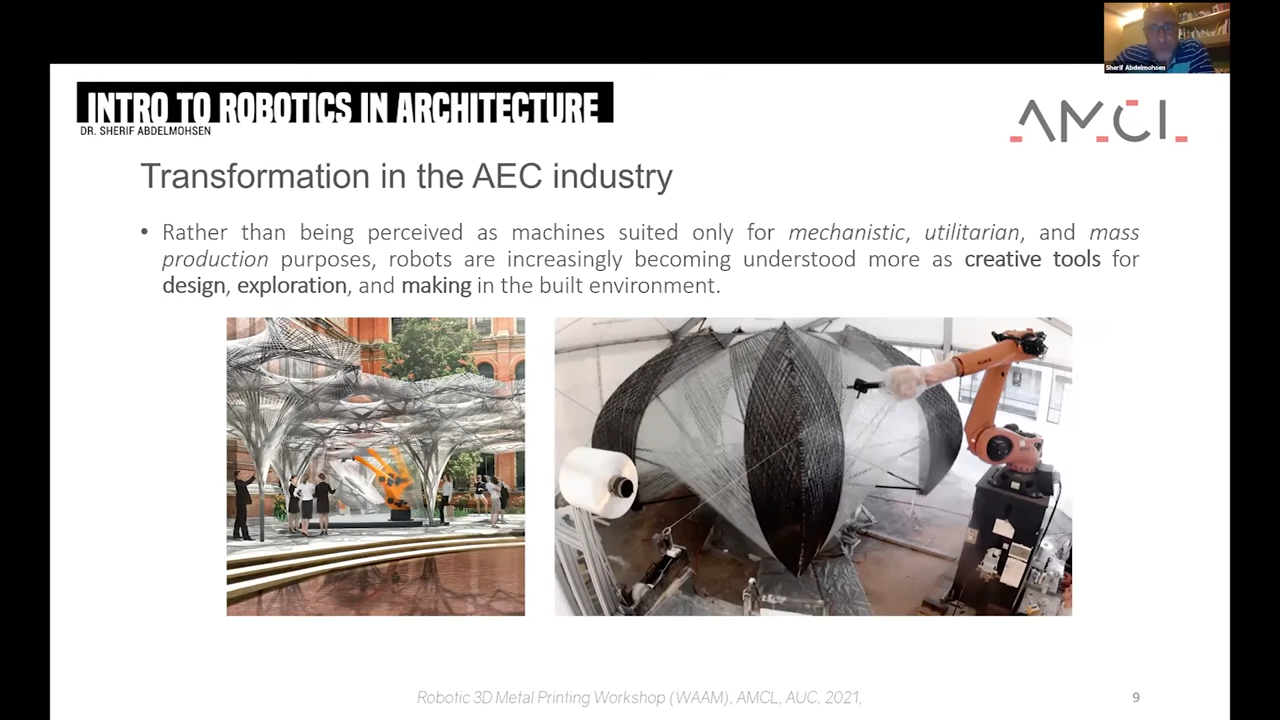 Sherif Abdelmohsen
INTRO TO ROBOTICS IN ARCHITECTURE
DR. SHERIF ABDELMOHSEN
AMCL
Transformation in the AEC industry
• Rather than being perceived as machines suited only for mechanistic, utilitarian, and mass
production purposes, robots are increasingly becoming understood more as creative tools for
design, exploration, and making in the built environment.
Robotic 3D Metal Printing Workshop (WAAM), AMCL, AUC, 2021,
9